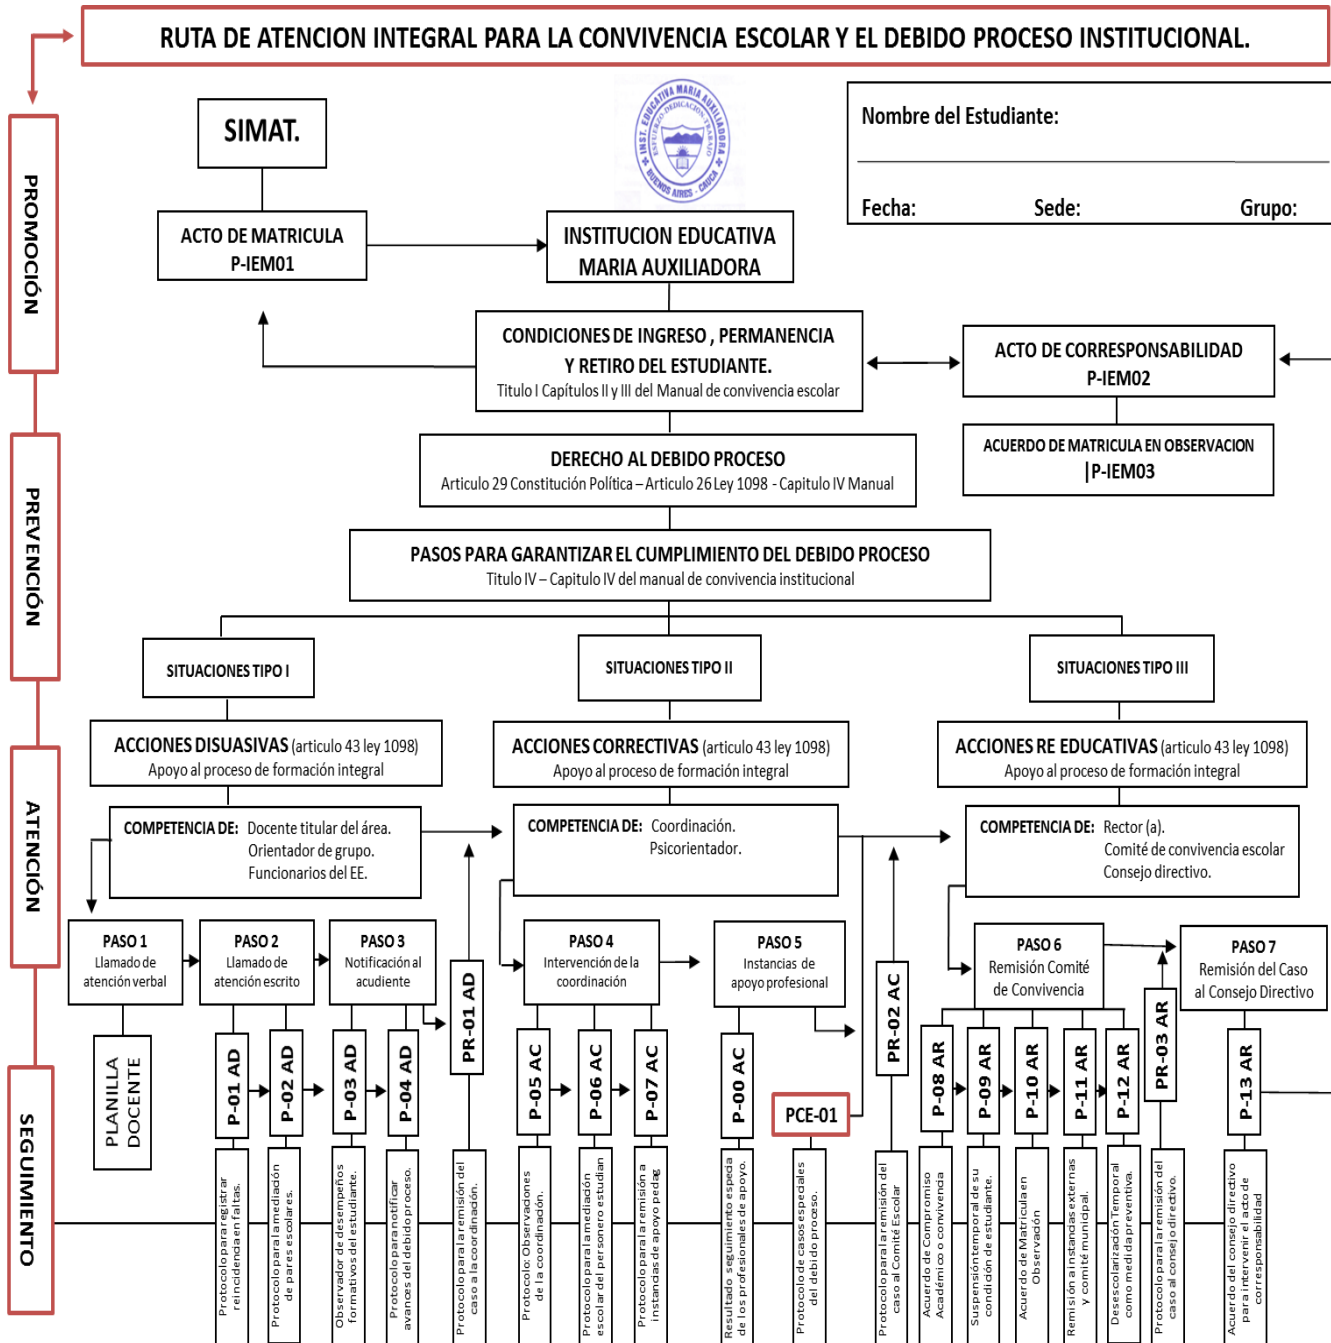 RUTA DE ATENCION INTEGRAL PARA LA CONVIVENCIA ESCOLAR Y EL DEBIDO PROCESO INSTITUCIONAL.
PROMOCIÓN
PREVENCIÓN
ATENCIÓN
SEGUIMIENTO
SIMAT.
INST. EDUCATIVA MARIA AUXILIADORA
ESFUERZO-DEDICACION-TRABAJO
BUENOS AIRES - CAUCA
Nombre del Estudiante:
Fecha: Sede: Grupo:
ACTO DE MATRICULA
P-IEM01
INSTITUCION EDUCATIVA
MARIA AUXILIADORA
CONDICIONES DE INGRESO , PERMANENCIA
Y RETIRO DEL ESTUDIANTE.
Titulo I Capítulos II y III del Manual de convivencia escolar
ACTO DE CORRESPONSABILIDAD
P-IEM02
ACUERDO DE MATRICULA EN OBSERVACION
|P-IEM03
DERECHO AL DEBIDO PROCESO
Articulo 29 Constitución Política – Articulo 26 Ley 1098 - Capitulo IV Manual
PASOS PARA GARANTIZAR EL CUMPLIMIENTO DEL DEBIDO PROCESO
Titulo IV – Capitulo IV del manual de convivencia institucional
SITUACIONES TIPO I
SITUACIONES TIPO II
SITUACIONES TIPO III
ACCIONES DISUASIVAS (articulo 43 ley 1098)
Apoyo al proceso de formación integral
ACCIONES CORRECTIVAS (articulo 43 ley 1098)
Apoyo al proceso de formación integral
ACCIONES RE EDUCATIVAS (articulo 43 ley 1098)
Apoyo al proceso de formación integral
COMPETENCIA DE: Docente titular del área.
Orientador de grupo.
Funcionarios del EE.
COMPETENCIA DE: Coordinación.
Psicorientador.
COMPETENCIA DE: Rector (a).
Comité de convivencia escolar
Consejo directivo.
PASO 1
Llamado de
atención verbal
PASO 2
Llamado de
atención escrito
PASO 3
Notificación al
acudiente
PASO 4
Intervención de la
coordinación
PASO 5
Instancias de
apoyo profesional
PASO 6
Remisión Comité
de Convivencia
PASO 7
Remisión del Caso
al Consejo Directivo
PLANILLA
DOCENTE
P-01 AD
P-02 AD
P-03 AD
P-04 AD
PR-01 AD
P-05 AC
P-06 AC
P-07 AC
P-00 AC
PCE-01
PR-02 AC
P-08 AR
P-09 AR
P-10 AR
P-11 AR
P-12 AR
PR-03 AR
P-13 AR
Protocolo para registrar
reincidencia en faltas.
Protocolo para la mediación
de pares escolares.
Observador de desempeños
formativos del estudiante.
Protocolo para notificar
avances del debido proceso.
Protocolo para la remisión del
caso a la coordinación.
Protocolo: Observaciones
de la coordinación.
Protocolo para la mediación
escolar del personero estudian
Protocolo para la remisión a
instancias de apoyo pedag
Resultado seguimiento especia
de los profesionales de apoyo.
Protocolo de casos especiales
del debido proceso.
Protocolo para la remisión del
caso al Comité Escolar
Acuerdo de Compromiso
Académico o convivencia
Suspensión temporal de su
condición de estudiante.
Acuerdo de Matricula en
Observación
Remisión a instancias externas
y comité municipal.
Desescolarización Temporal
como medida preventiva.
Protocolo para la remisión del
caso al consejo directivo.
Acuerdo del consejo directivo
para intervenir el acto de
corresponsabilidad